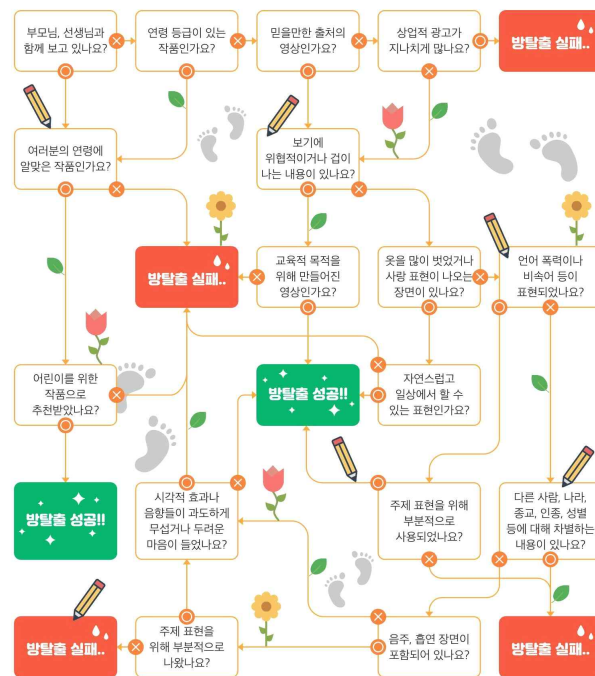 부모님, 선생님과
함께 보고 있나요?
연령 등급이 있는
작품인가요?
믿을만한 출처의
영상인가요?
상업적 광고가
지나치게 많나요?
방탈출 실패..
여러분의 연령에
알맞은 작품인가요?
보기에
위협적이거나 겁이
나는 내용이 있나요?
방탈출 실패..
교육적 목적을
위해 만들어진
영상인가요?
옷을 많이 벗었거나
사랑 표현이 나오는
장면이 있나요?
언어 폭력이나
비속어 등이
표현되었나요?
어린이를 위한
작품으로
추천받았나요?
방탈출 성공!!
자연스럽고
일상에서 할 수
있는 표현인가요?
방탈출 성공!!
시각적 효과나
음향들이 과도하게
무섭거나 두려운
마음이 들었나요?
주제 표현을 위해
부분적으로
사용되었나요?
다른 사람, 나라,
종교, 인종, 성별
등에 대해 차별하는
내용이 있나요?
방탈출 실패..
주제 표현을
위해 부분적으로
나왔나요?
음주, 흡연 장면이
포함되어 있나요?
방탈출 실패..